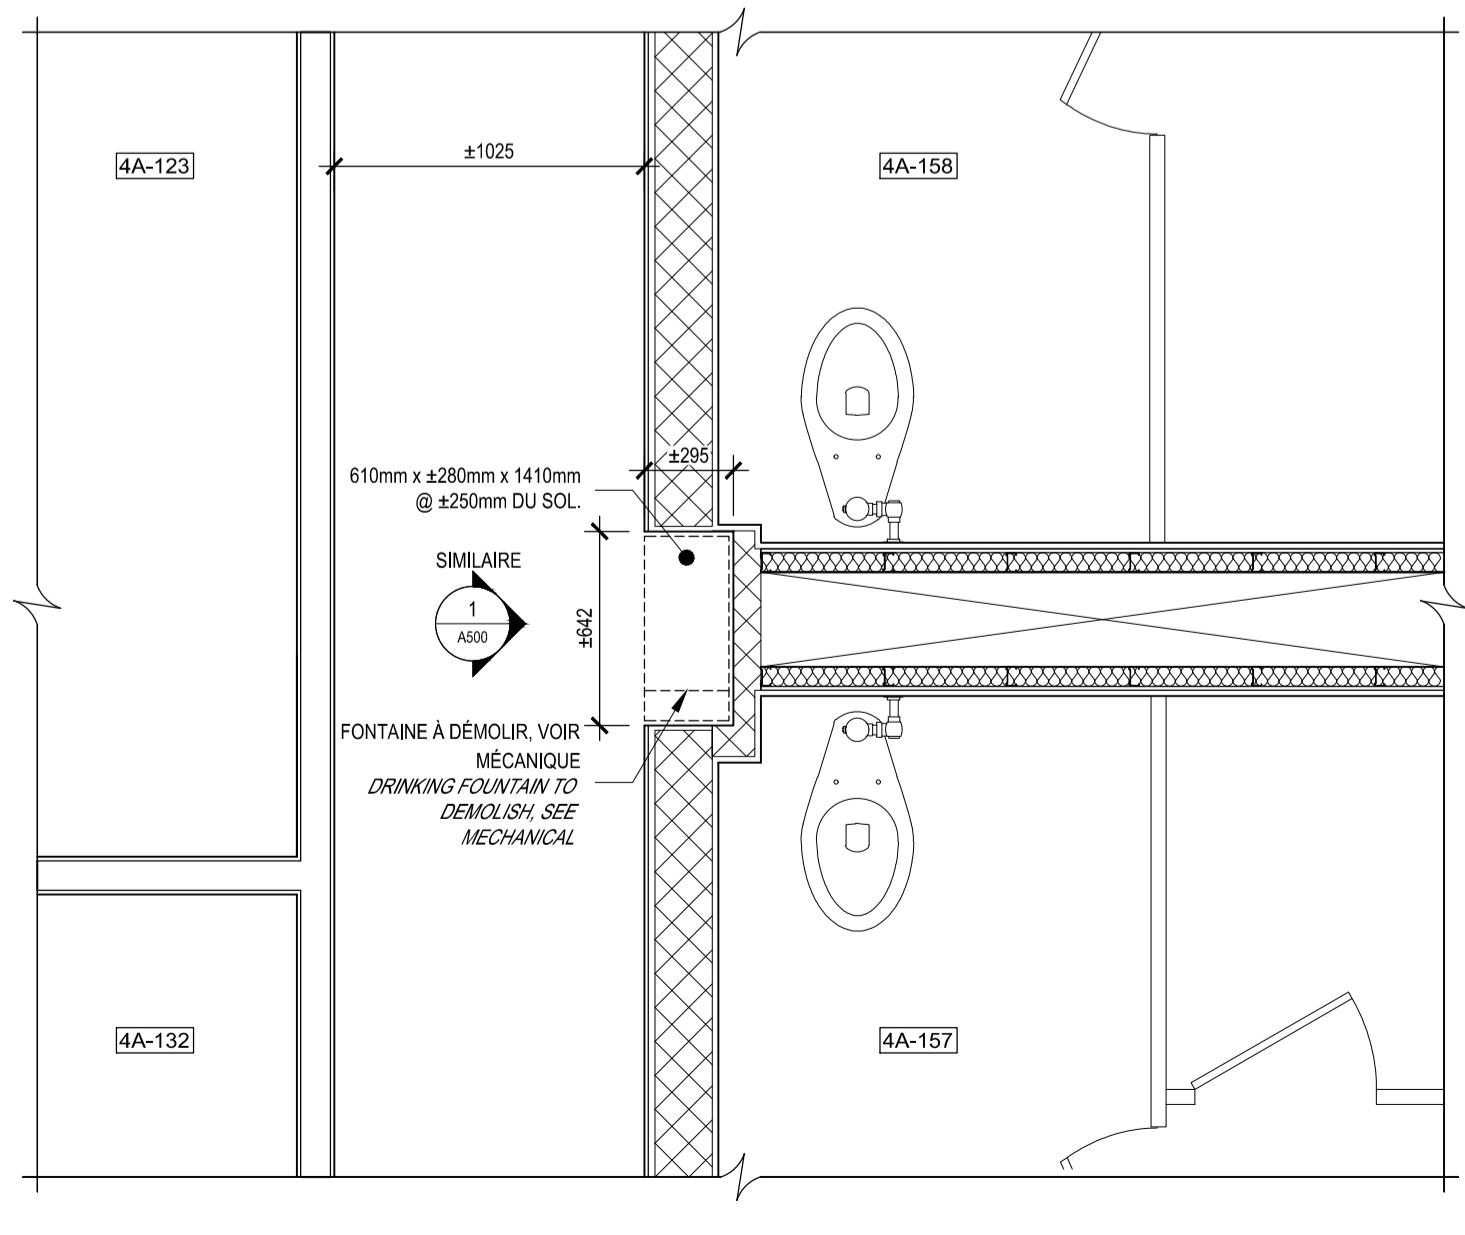 4A-123
±1025
4A-158
±295
610mm x ±280mm x 1410mm
@ ±250mm DU SOL.
SIMILAIRE
1
A500
±642
FONTAINE À DÉMOLIR, VOIR
MÉCANIQUE
DRINKING FOUNTAIN TO
DEMOLISH, SEE
MECHANICAL
4A-132
4A-157